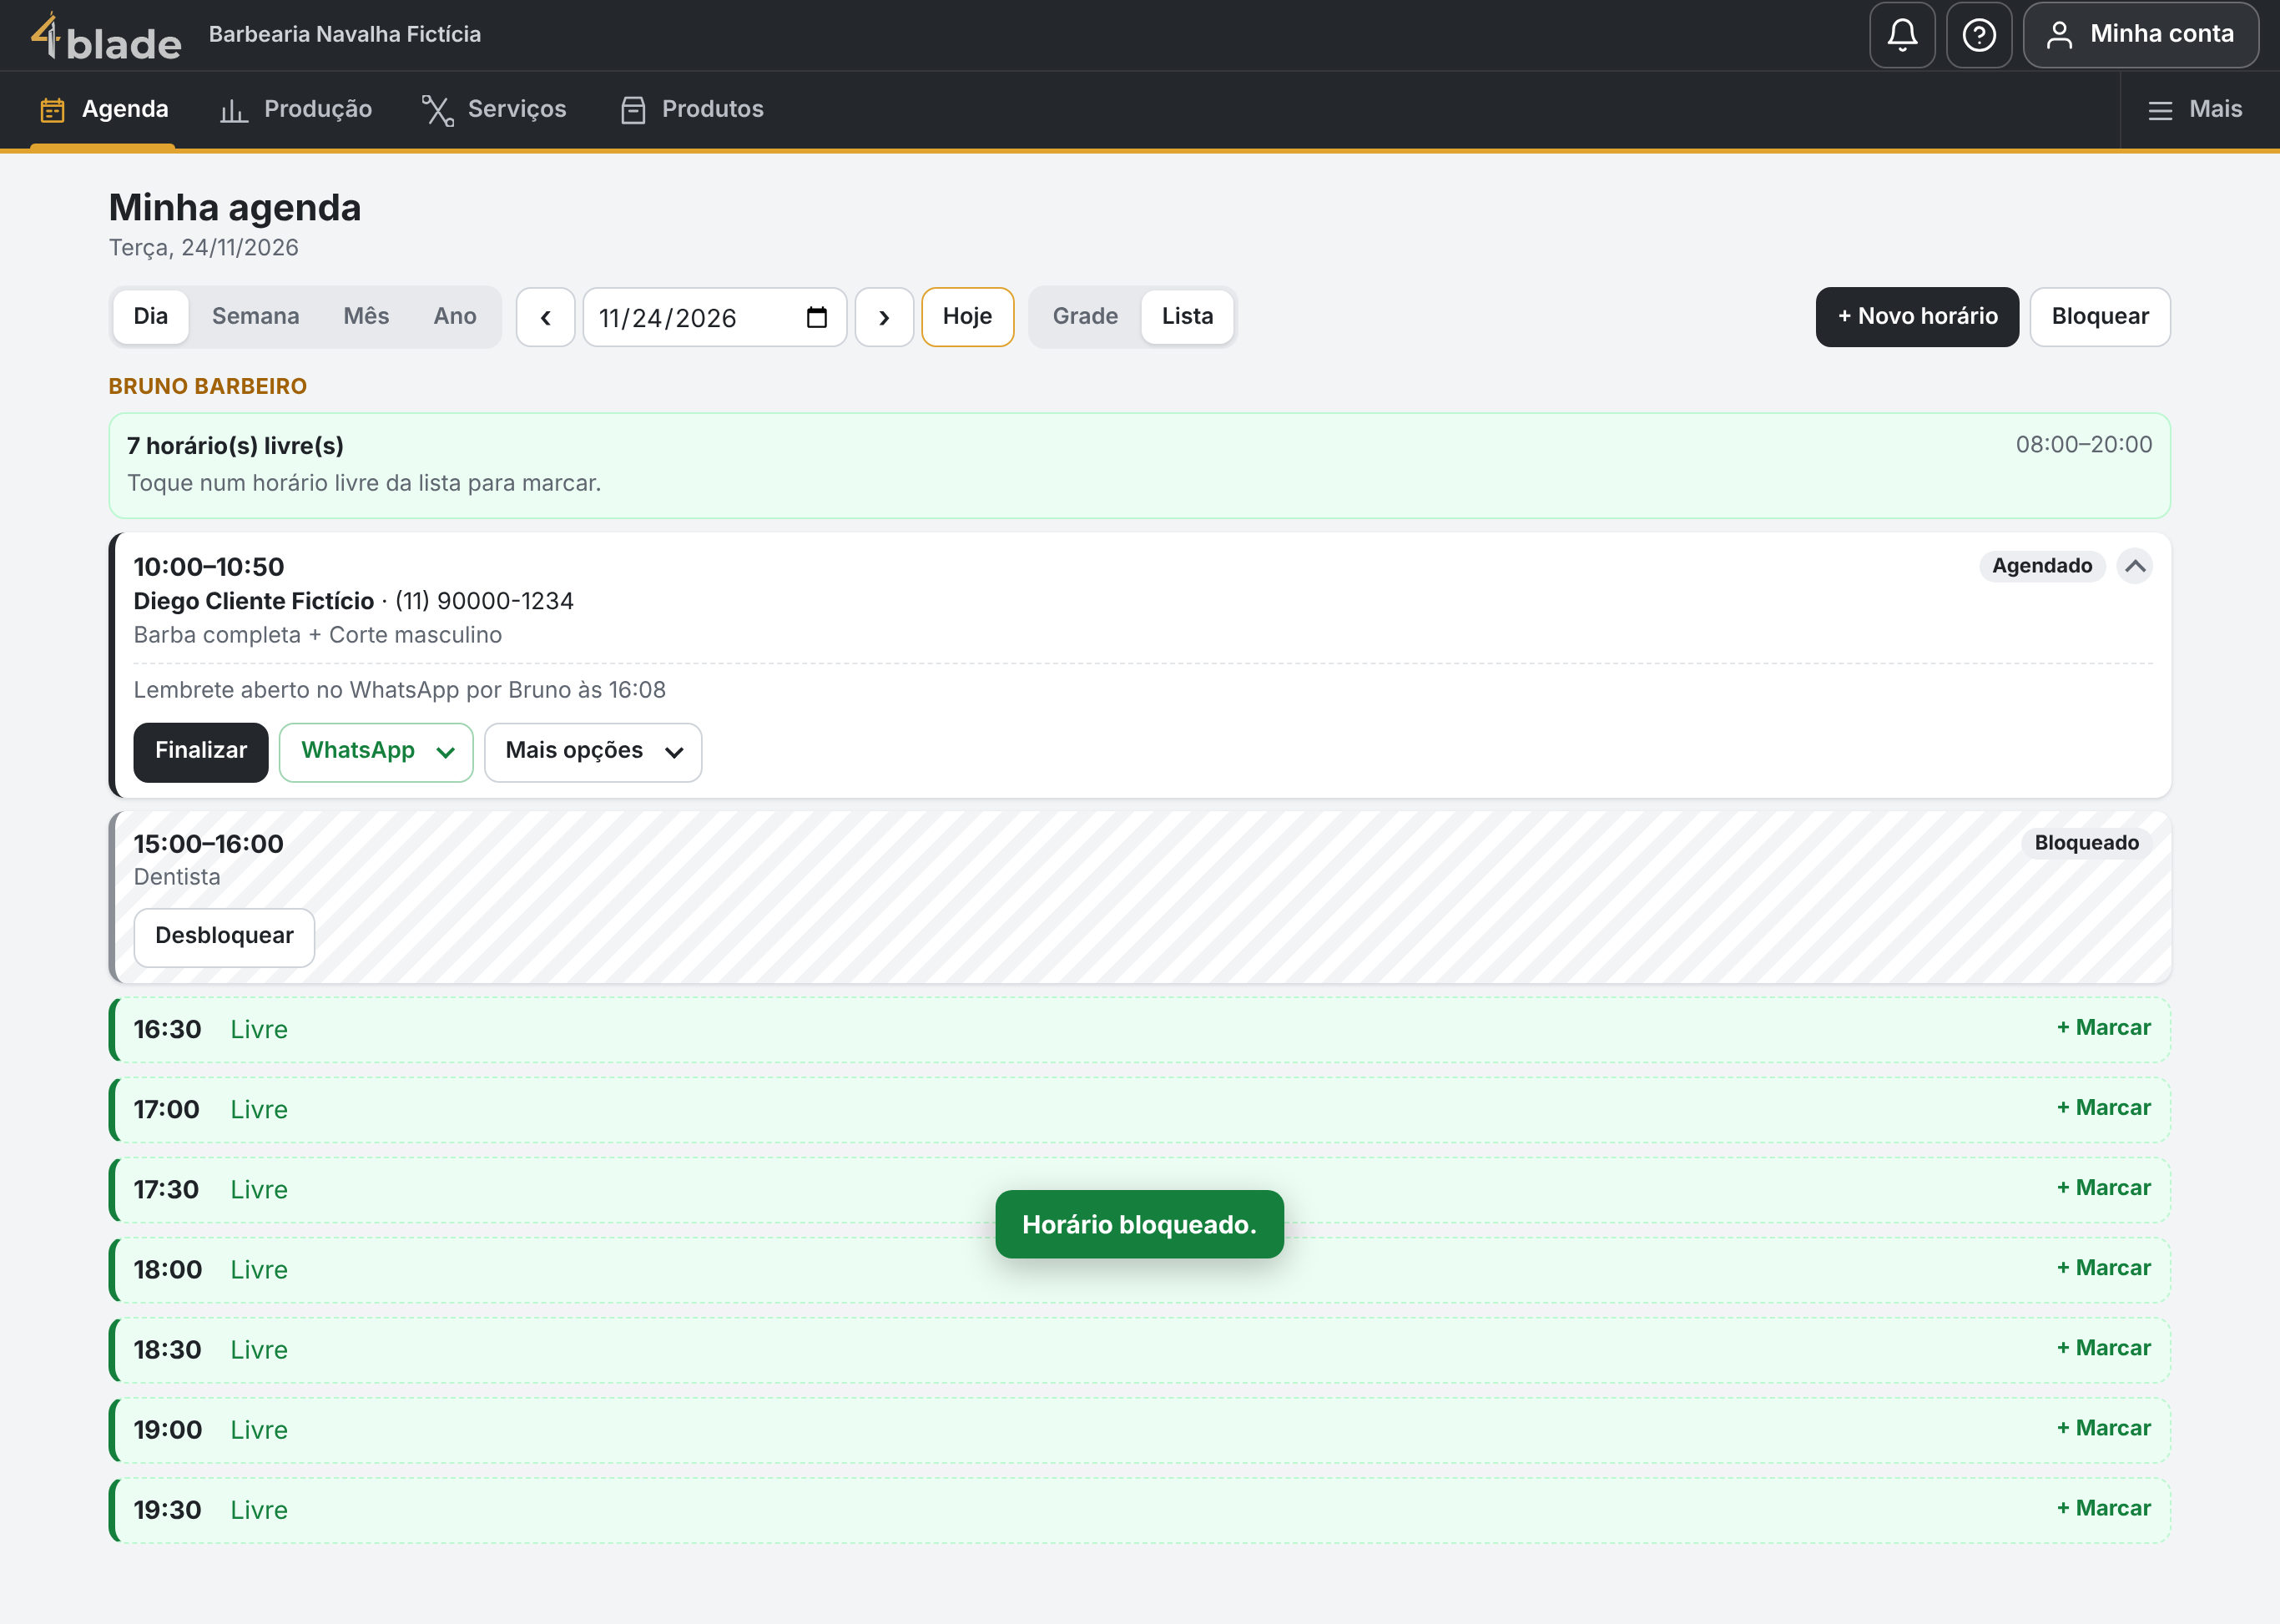 4blade Barbearia Navalha Fictícia Minha conta
Agenda Produção Serviços Produtos Mais
Minha agenda
Terça, 24/11/2026
Dia Semana Mês Ano ‹ 11/24/2026 › Hoje Grade Lista + Novo horário Bloquear
BRUNO BARBEIRO
7 horário(s) livre(s) 08:00–20:00
Toque num horário livre da lista para marcar.
10:00–10:50 Agendado
Diego Cliente Fictício · (11) 90000-1234
Barba completa + Corte masculino
Lembrete aberto no WhatsApp por Bruno às 16:08
Finalizar WhatsApp Mais opções
15:00–16:00 Bloqueado
Dentista
Desbloquear
16:30 Livre + Marcar
17:00 Livre + Marcar
17:30 Livre + Marcar
Horário bloqueado.
18:00 Livre + Marcar
18:30 Livre + Marcar
19:00 Livre + Marcar
19:30 Livre + Marcar